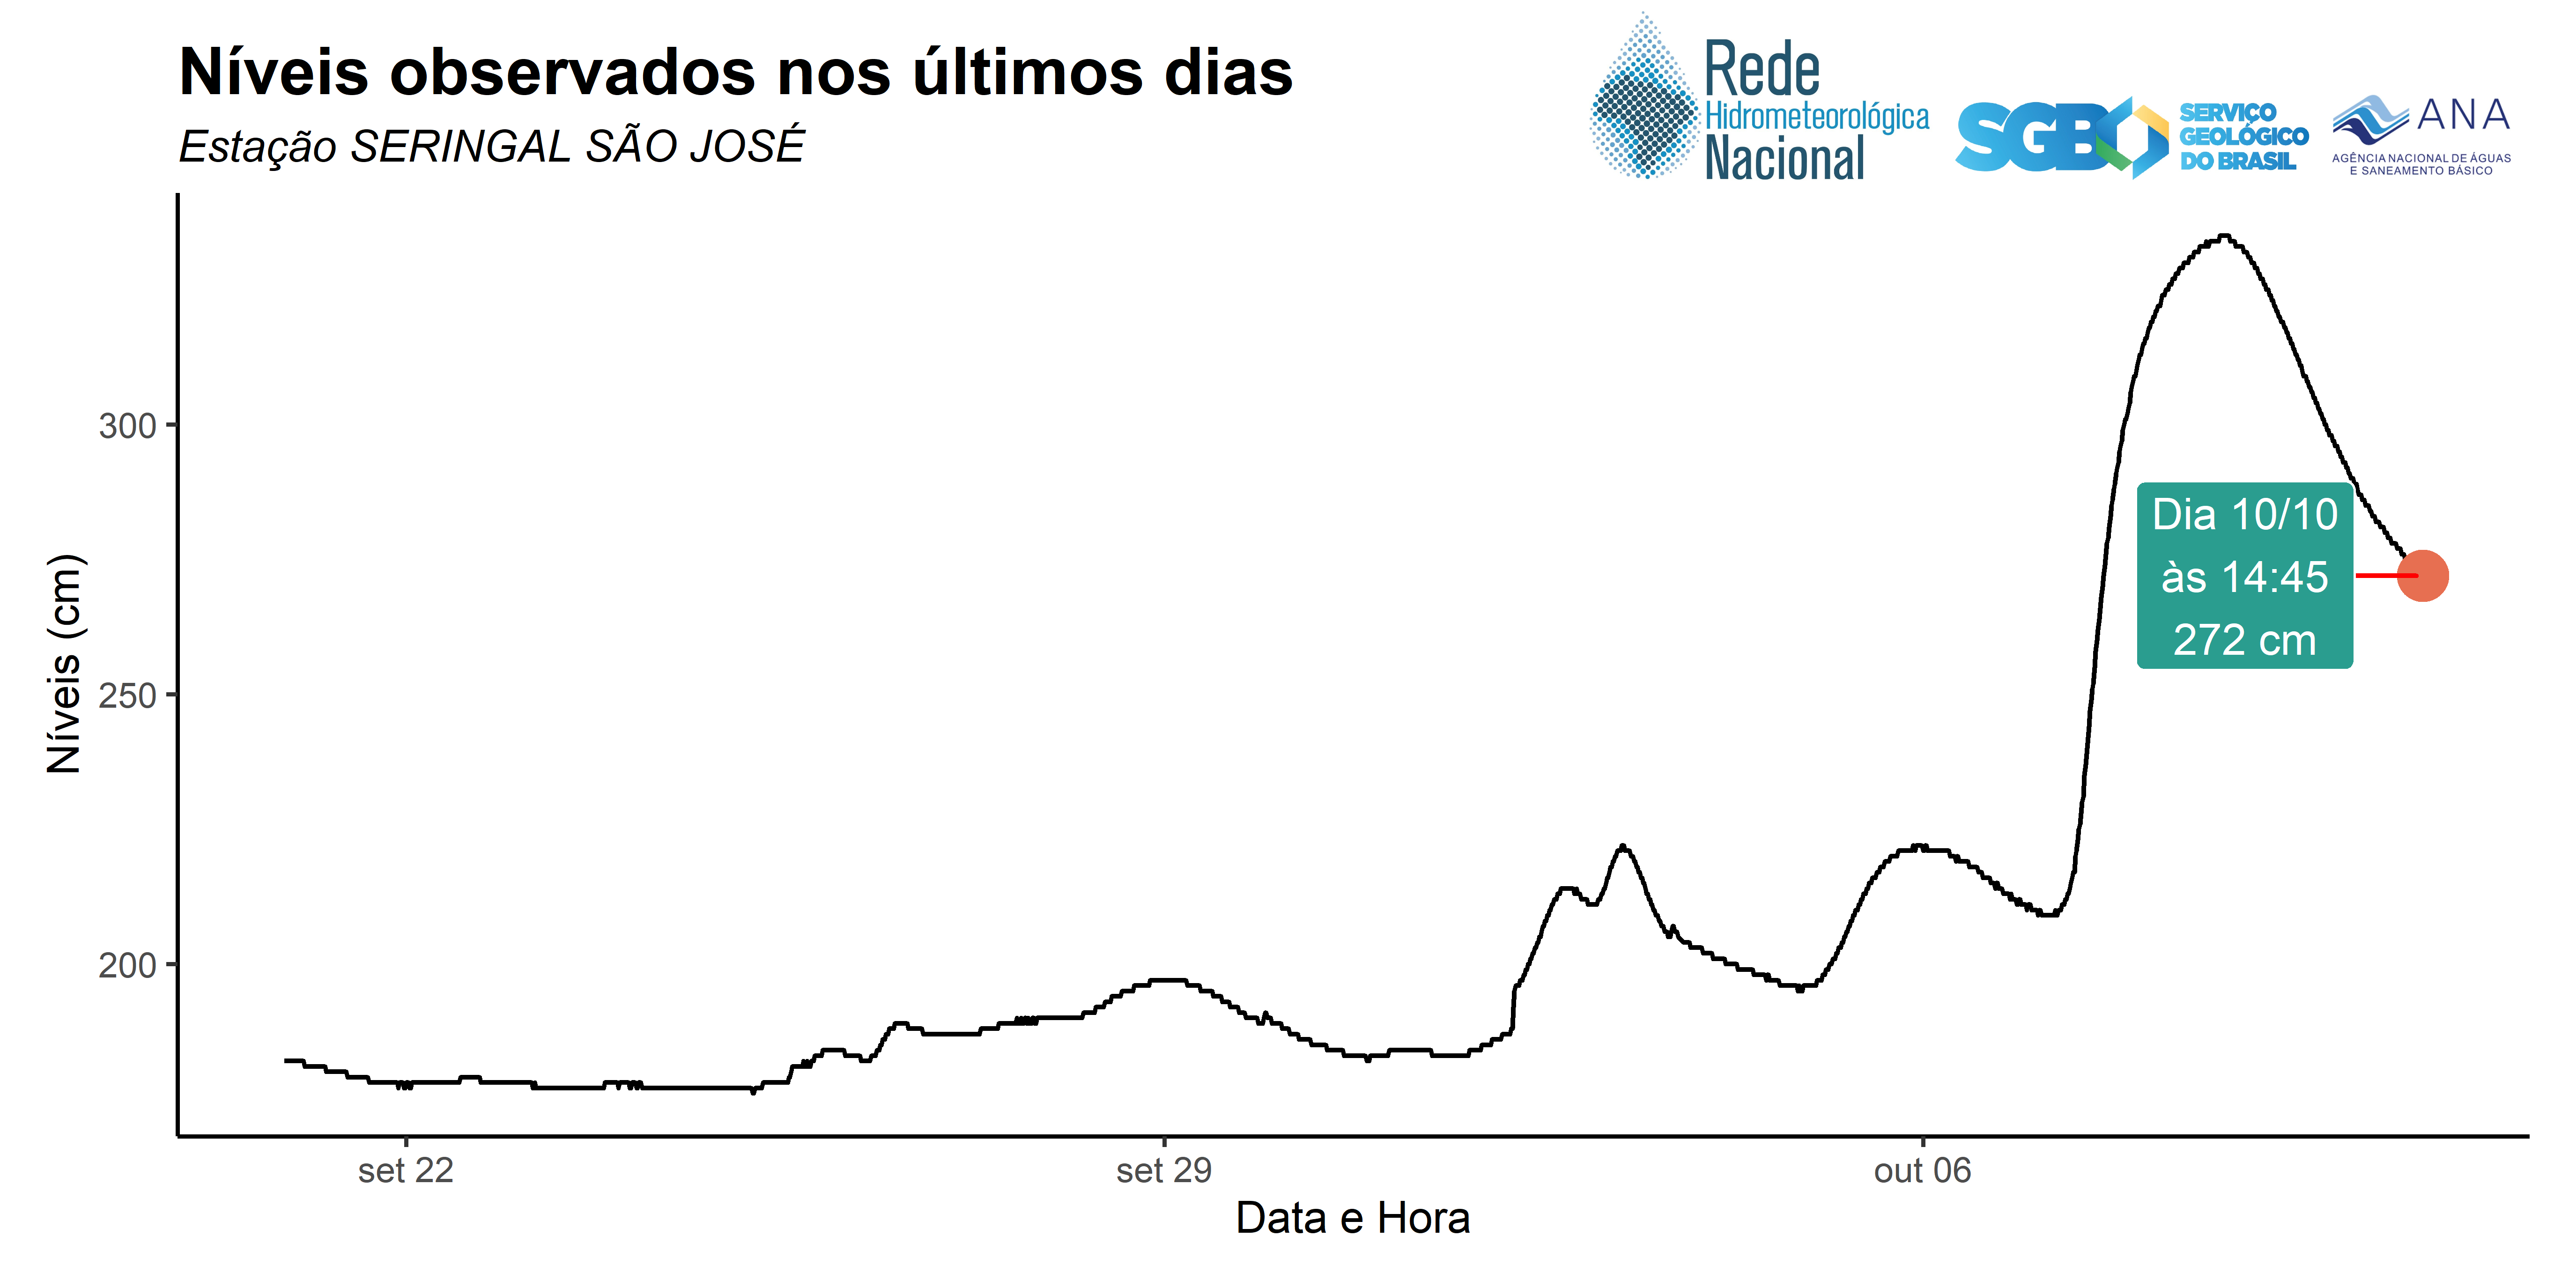 Níveis observados nos últimos dias
Estação SERINGAL SÃO JOSÉ
Rede
Hidrometeorológica
Nacional
SGB
SERVIÇO
GEOLÓGICO
DO BRASIL
ANA
AGÊNCIA NACIONAL DE ÁGUAS
E SANEAMENTO BÁSICO
Níveis (cm)
300
250
200
Dia 10/10
às 14:45
272 cm
set 22
set 29
out 06
Data e Hora